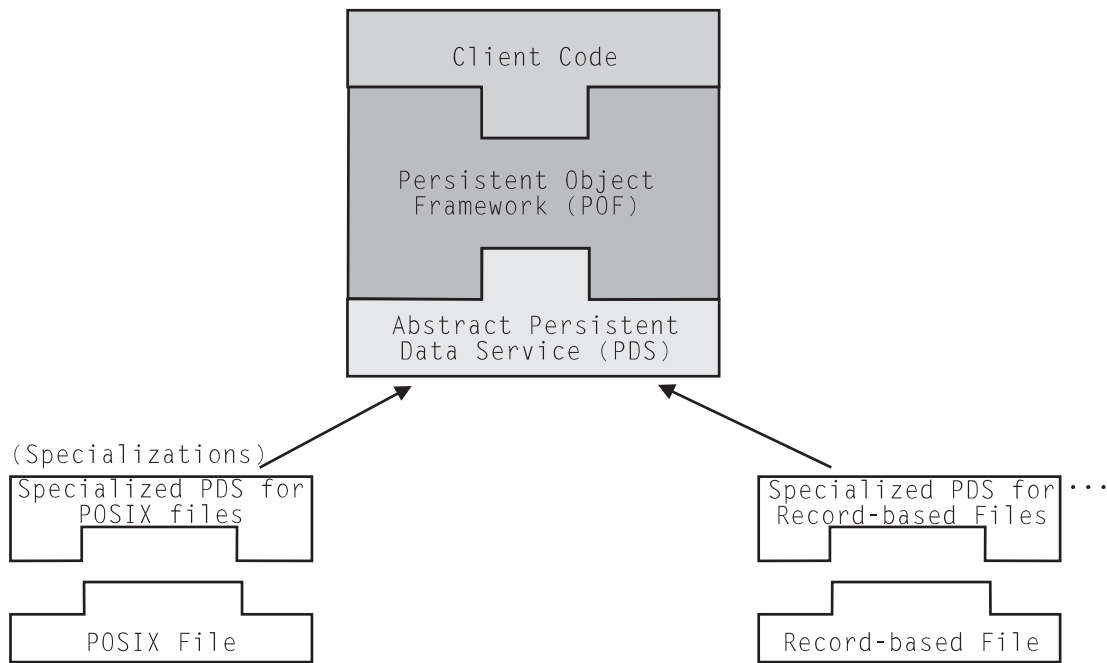 Client Code
Persistent Object
Framework (POF)
Abstract Persistent
Data Service (PDS)
(Specializations)
Specialized PDS for
POSIX files
POSIX File
Specialized PDS for
Record-based Files
...
Record-based File